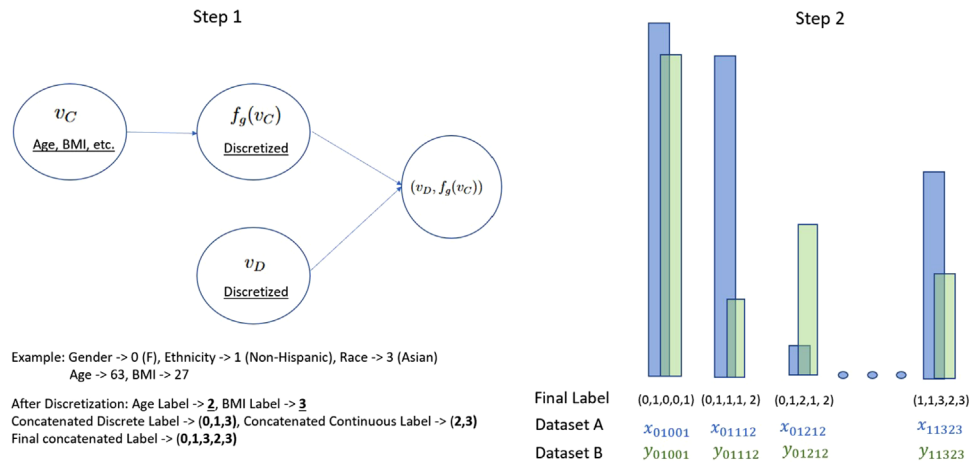 Step 1
Step 2
v_C
Age, BMI, etc.
f_g(v_C)
Discretized
(v_D, f_g(v_C))
v_D
Discretized
Example: Gender -> 0 (F), Ethnicity -> 1 (Non-Hispanic), Race -> 3 (Asian)
Age -> 63, BMI -> 27
After Discretization: Age Label -> 2, BMI Label -> 3
Concatenated Discrete Label -> (0,1,3), Concatenated Continuous Label -> (2,3)
Final concatenated Label -> (0,1,3,2,3)
Final Label (0,1,0,0,1) (0,1,1,1, 2) (0,1,2,1, 2) (1,1,3,2,3)
Dataset A x_01001 x_01112 x_01212 x_11323
Dataset B y_01001 y_01112 y_01212 y_11323